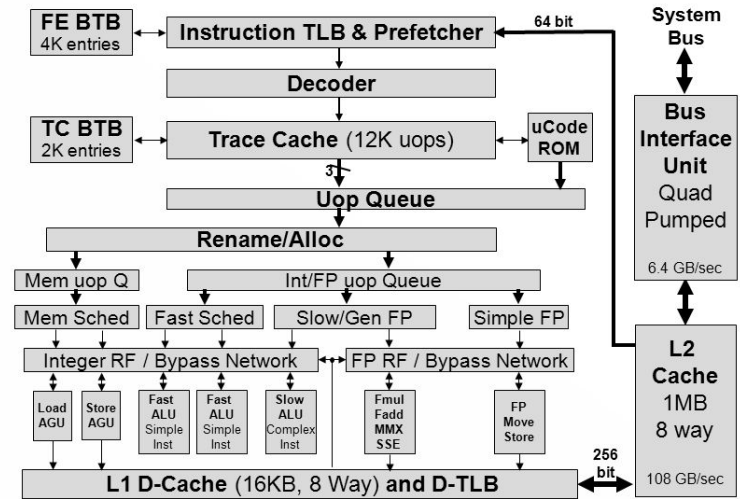 FE BTB
4K entries
Instruction TLB & Prefetcher
64 bit
System
Bus
Decoder
TC BTB
2K entries
Trace Cache (12K uops)
uCode
ROM
Bus
Interface
Unit
Quad
Pumped
6.4 GB/sec
3
Uop Queue
Rename/Alloc
Mem uop Q
Int/FP uop Queue
Mem Sched
Fast Sched
Slow/Gen FP
Simple FP
Integer RF / Bypass Network
FP RF / Bypass Network
Load
AGU
Store
AGU
Fast
ALU
Simple
Inst
Fast
ALU
Simple
Inst
Slow
ALU
Complex
Inst
Fmul
Fadd
MMX
SSE
FP
Move
Store
L2
Cache
1MB
8 way
108 GB/sec
256
bit
L1 D-Cache (16KB, 8 Way) and D-TLB